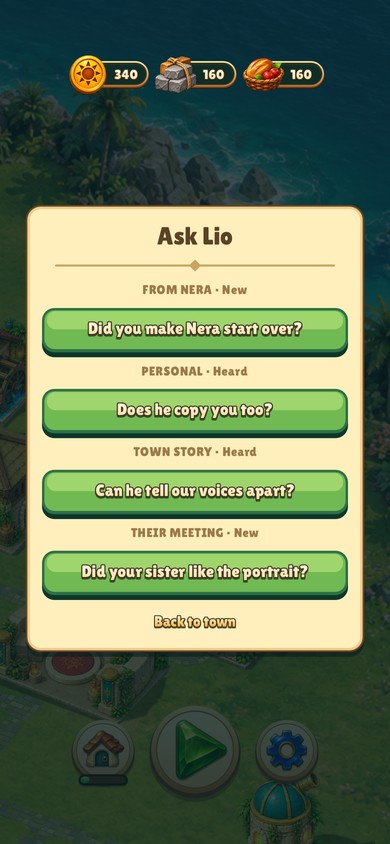 340
160
160
Ask Lio
FROM NERA · New
Did you make Nera start over?
PERSONAL · Heard
Does he copy you too?
TOWN STORY · Heard
Can he tell our voices apart?
THEIR MEETING · New
Did your sister like the portrait?
Back to town